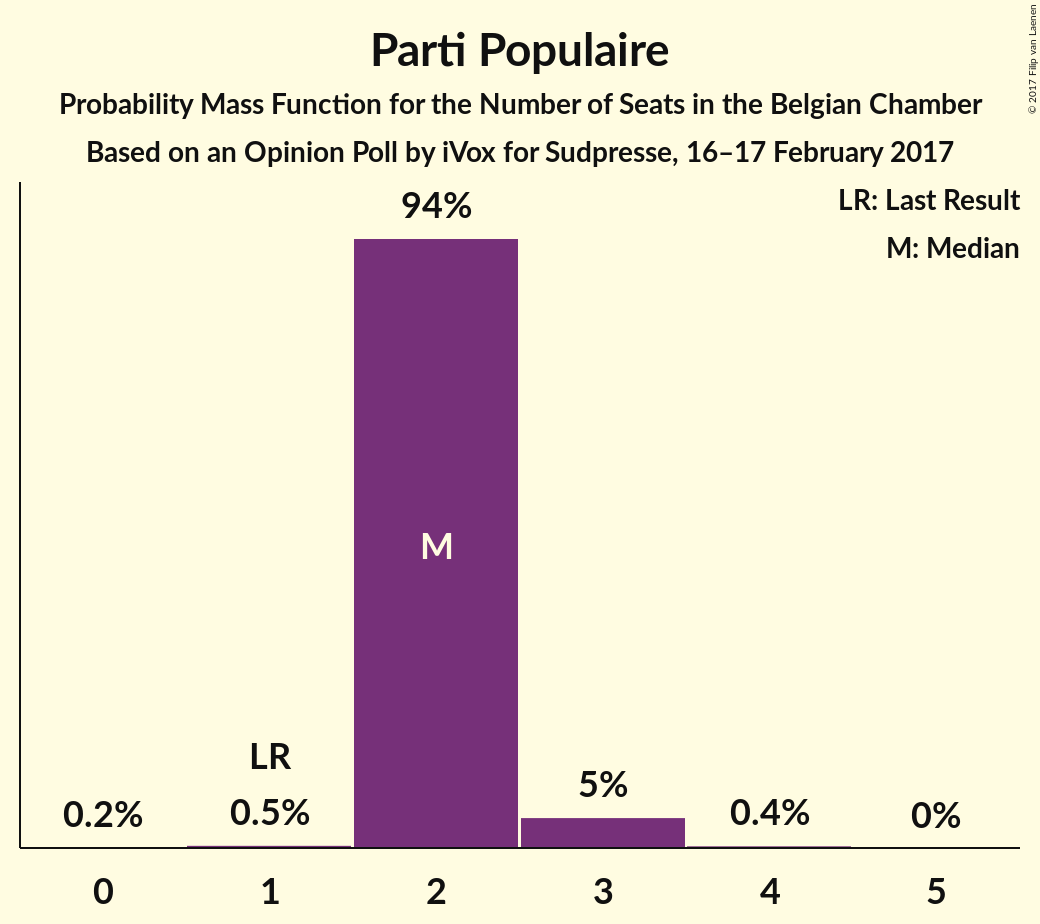 Parti Populaire
Probability Mass Function for the Number of Seats in the Belgian Chamber
Based on an Opinion Poll by iVox for Sudpresse, 16–17 February 2017
© 2017 Filip van Laenen
LR: Last Result
M: Median
94%
M
LR
0.2%
0.5%
5%
0.4%
0%
0
1
2
3
4
5